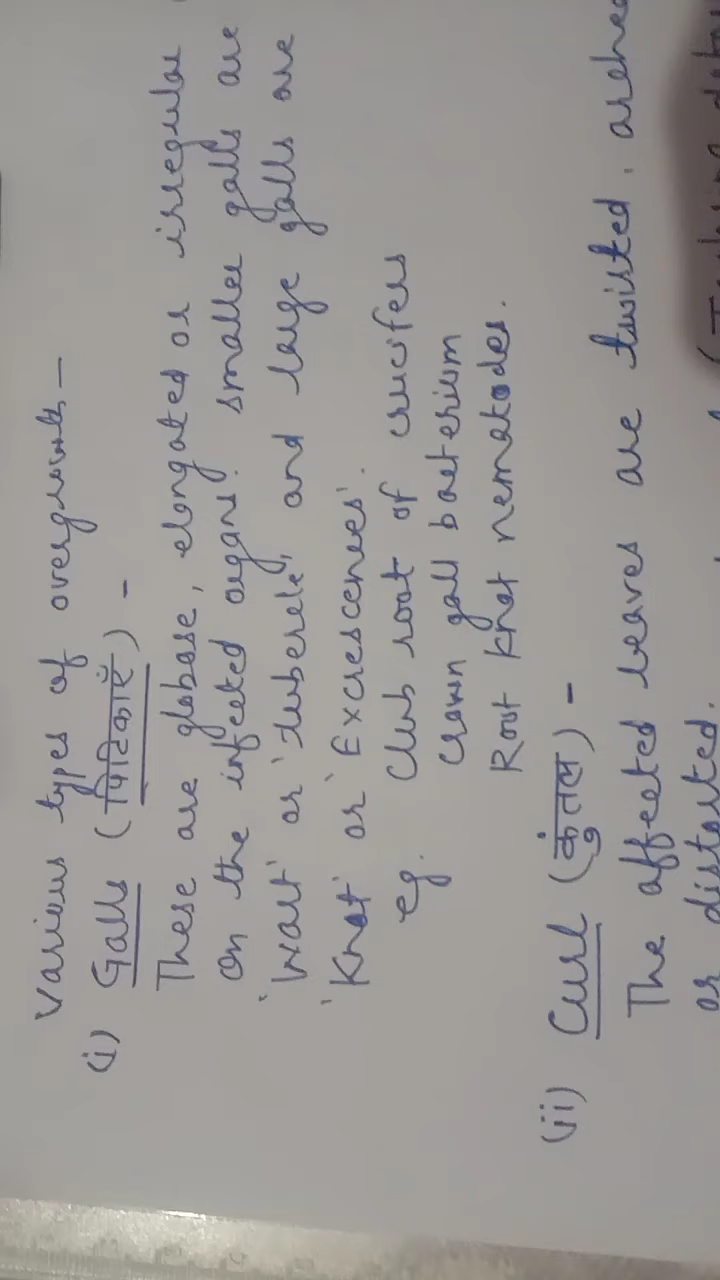 Various types of overgrowth —
(i) Galls (पिटिकाएँ) -
These are globase, elongated or irregular
on the infected organs. smaller galls are
'Wart' or 'tubercle', and large galls are
'Knot' or 'Excrescences'.
eg. Club root of crucifers
Crown gall bacterium
Root Knot nematodes.
(ii) Curl (कुंतल) -
The affected leaves are twisted, arched
or distorted.